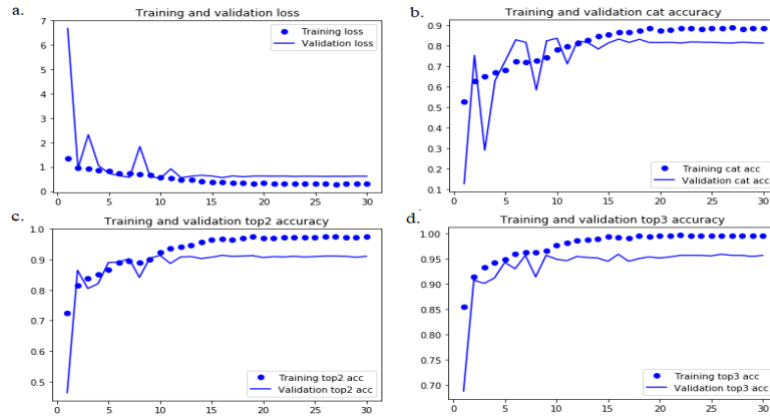 a.
Training and validation loss
7
6
5
4
3
2
1
0
0 5 10 15 20 25 30
Training loss
Validation loss
b.
Training and validation cat accuracy
0.9
0.8
0.7
0.6
0.5
0.4
0.3
0.2
0.1
0 5 10 15 20 25 30
Training cat acc
Validation cat acc
c.
Training and validation top2 accuracy
1.0
0.9
0.8
0.7
0.6
0.5
0 5 10 15 20 25 30
Training top2 acc
Validation top2 acc
d.
Training and validation top3 accuracy
1.00
0.95
0.90
0.85
0.80
0.75
0.70
0 5 10 15 20 25 30
Training top3 acc
Validation top3 acc